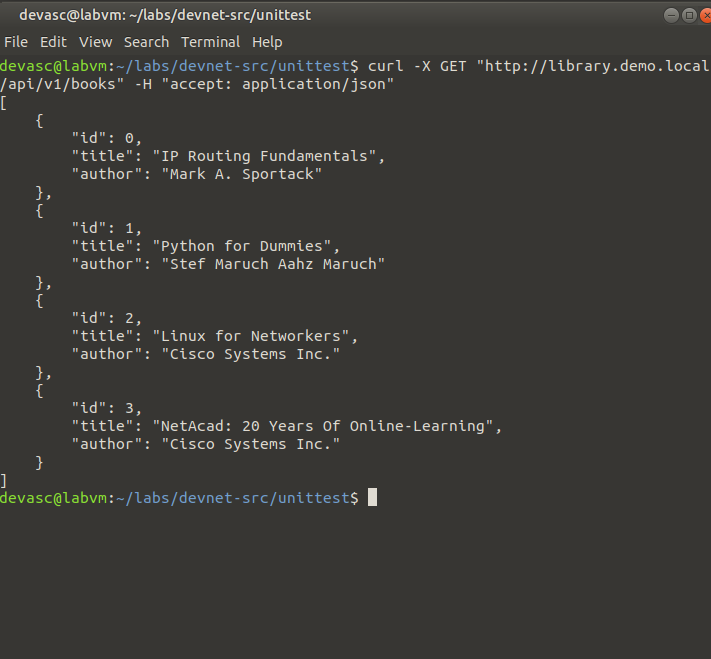 devasc@labvm: ~/labs/devnet-src/unittest
File Edit View Search Terminal Help
devasc@labvm:~/labs/devnet-src/unittest$ curl -X GET "http://library.demo.local
/api/v1/books" -H "accept: application/json"
[
    {
        "id": 0,
        "title": "IP Routing Fundamentals",
        "author": "Mark A. Sportack"
    },
    {
        "id": 1,
        "title": "Python for Dummies",
        "author": "Stef Maruch Aahz Maruch"
    },
    {
        "id": 2,
        "title": "Linux for Networkers",
        "author": "Cisco Systems Inc."
    },
    {
        "id": 3,
        "title": "NetAcad: 20 Years Of Online-Learning",
        "author": "Cisco Systems Inc."
    }
]
devasc@labvm:~/labs/devnet-src/unittest$